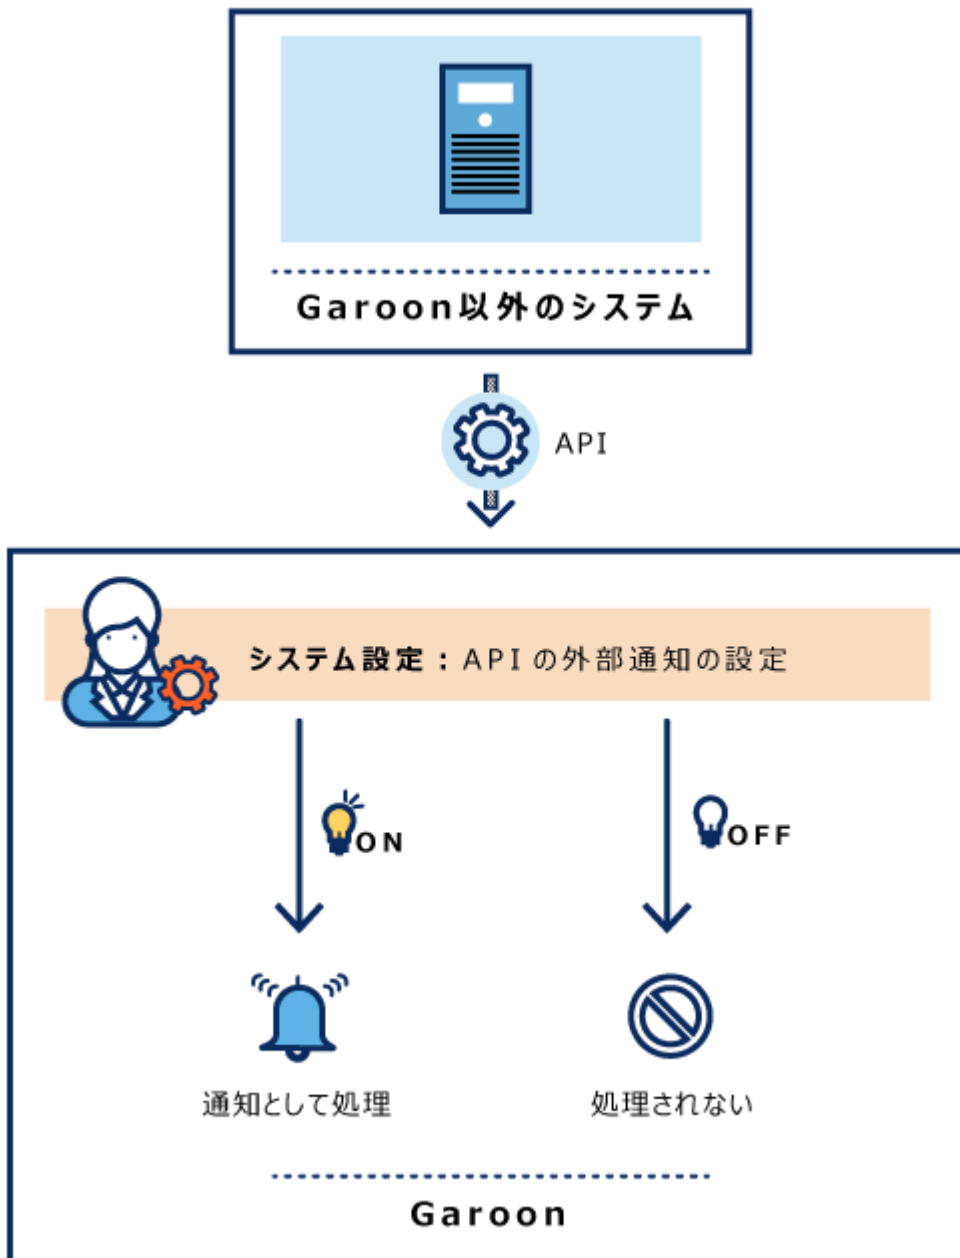 Garoon以外のシステム
API
システム設定：APIの外部通知の設定
ON
OFF
通知として処理
処理されない
Garoon